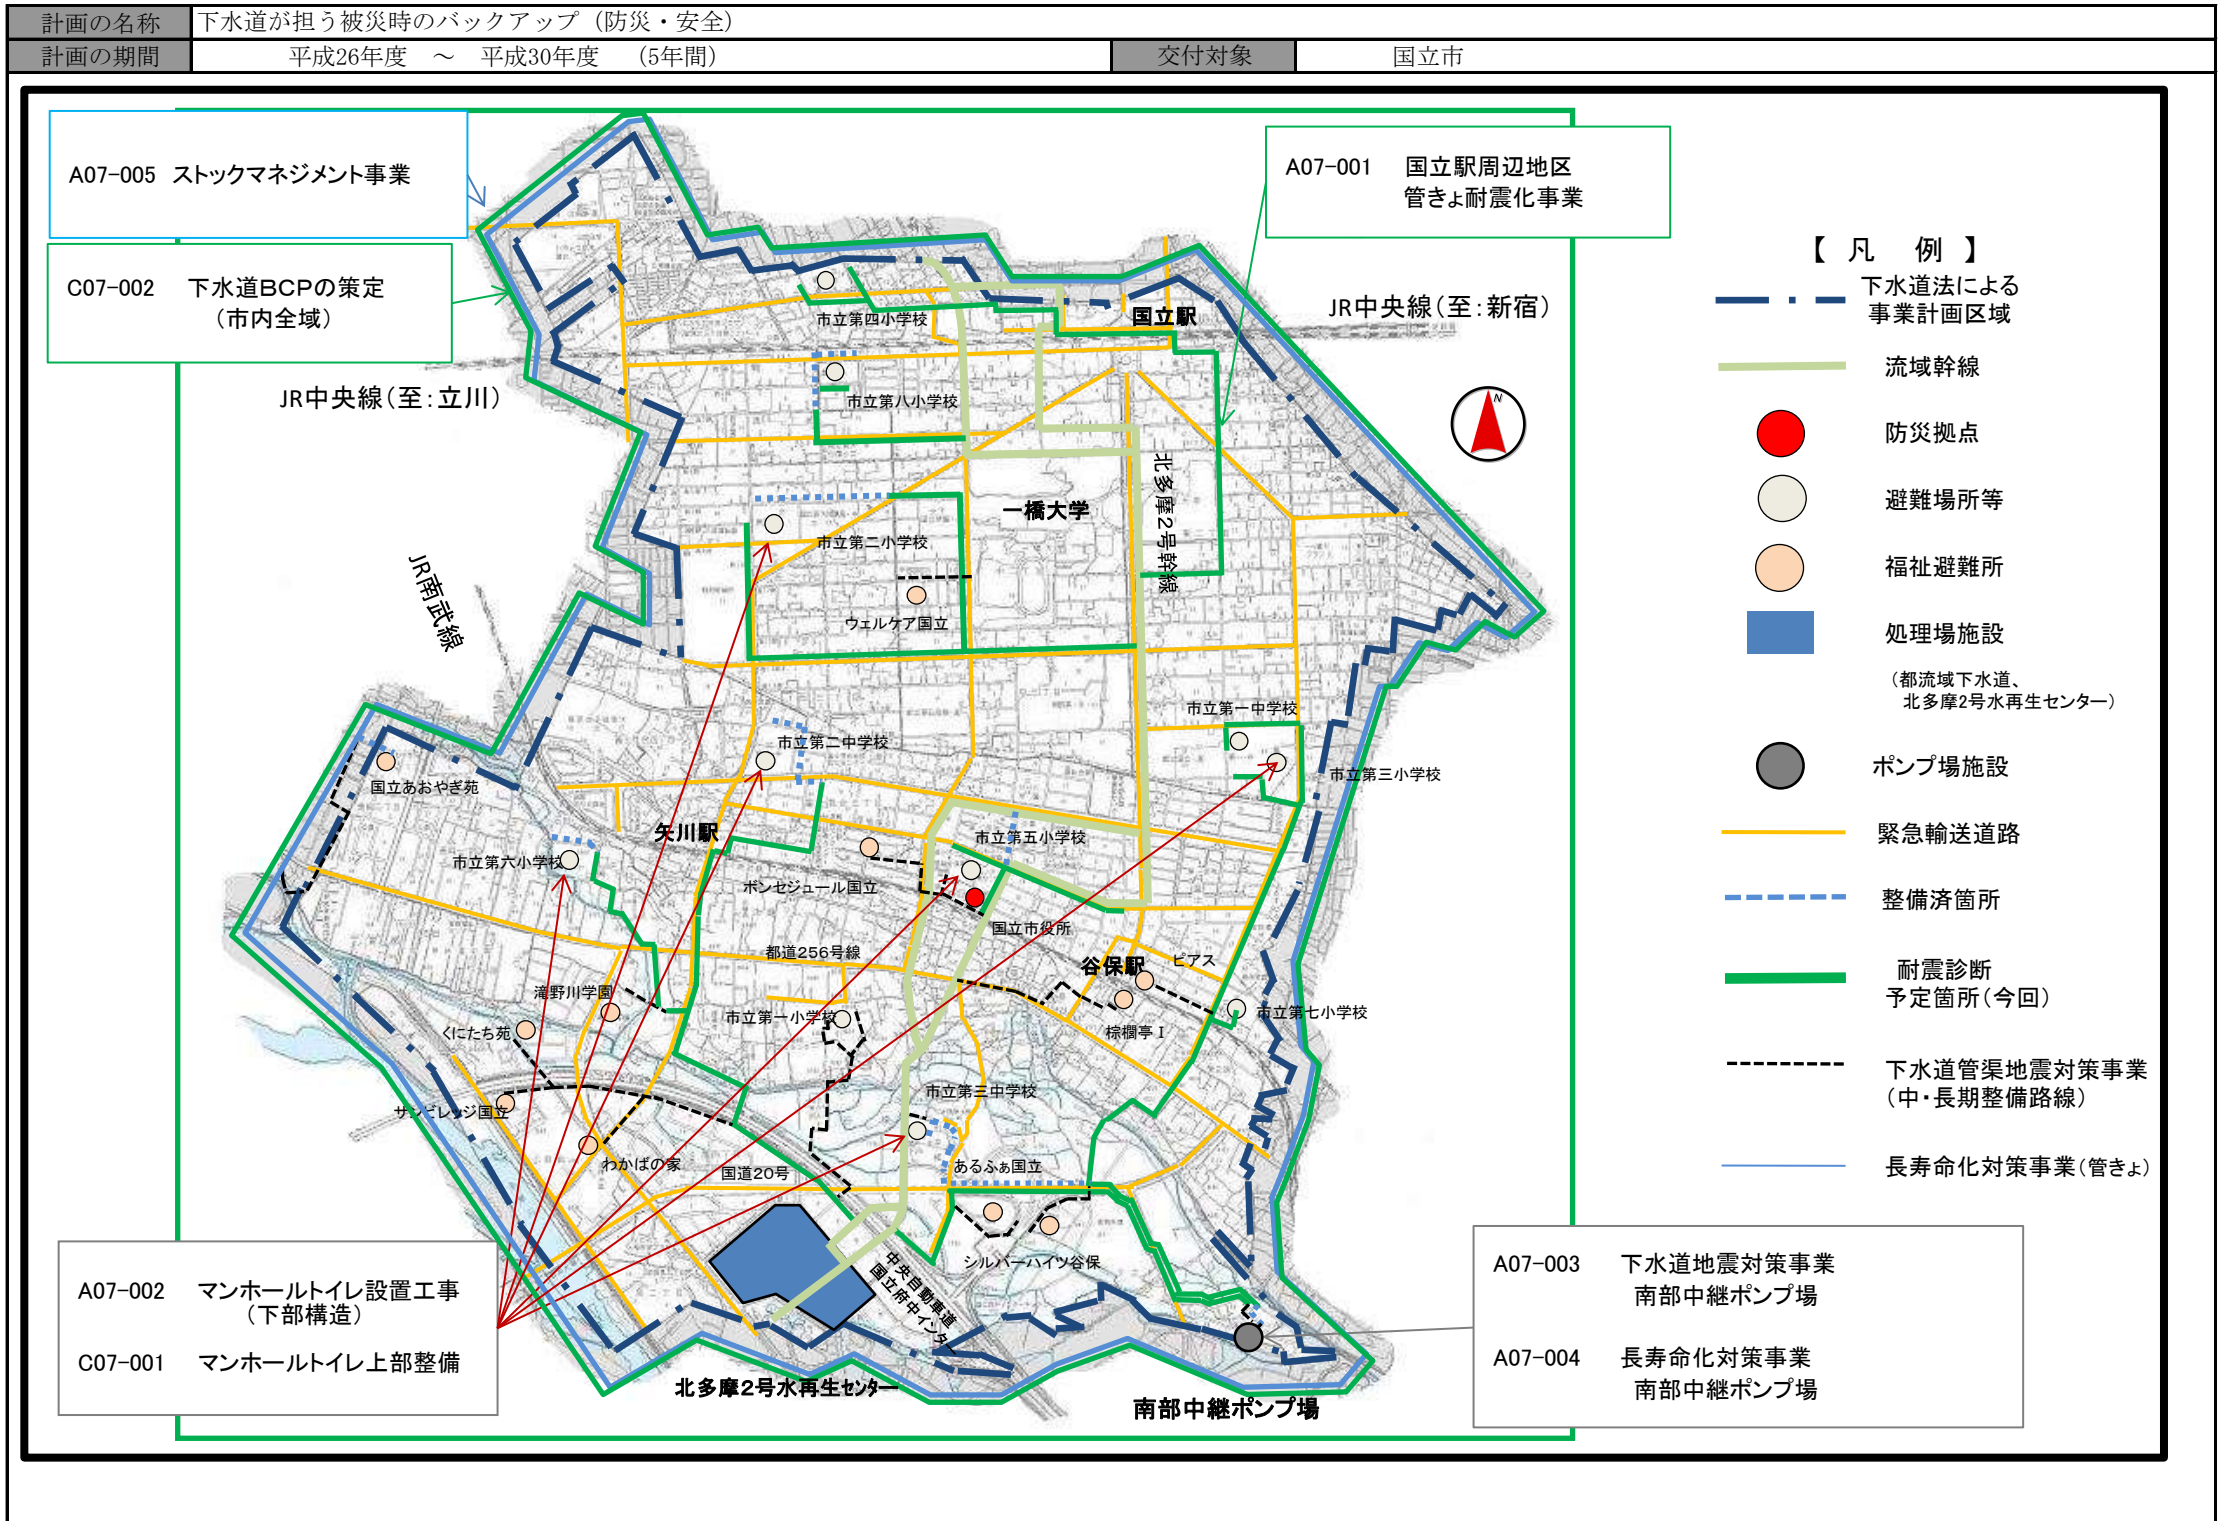 計画の名称 下水道が担う被災時のバックアップ（防災・安全）
計画の期間 平成26年度 ～ 平成30年度 （5年間） 交付対象 国立市
A07-005 ストックマネジメント事業
C07-002 下水道BCPの策定
（市内全域）
A07-001 国立駅周辺地区
管きょ耐震化事業
JR中央線（至：新宿）
JR中央線（至：立川）
JR南武線
国立駅
市立第四小学校
市立第八小学校
北多摩2号幹線
一橋大学
市立第二小学校
ウェルケア国立
市立第一中学校
市立第二中学校
市立第三小学校
国立あおやぎ苑
矢川駅
市立第五小学校
市立第六小学校
ボンセジュール国立
国立市役所
都道256号線
谷保駅
ピアス
滝野川学園
市立第一小学校
市立第七小学校
くにたち苑
棕櫚亭Ⅰ
市立第三中学校
サンビレッジ国立
わかばの家
国道20号
あるふぁ国立
シルバーハイツ谷保
中央自動車道
国立府中インター
北多摩2号水再生センター
南部中継ポンプ場
N
【 凡 例 】
下水道法による
事業計画区域
流域幹線
防災拠点
避難場所等
福祉避難所
処理場施設
（都流域下水道、
北多摩2号水再生センター）
ポンプ場施設
緊急輸送道路
整備済箇所
耐震診断
予定箇所（今回）
下水道管渠地震対策事業
（中・長期整備路線）
長寿命化対策事業（管きょ）
A07-002 マンホールトイレ設置工事
（下部構造）
C07-001 マンホールトイレ上部整備
A07-003 下水道地震対策事業
南部中継ポンプ場
A07-004 長寿命化対策事業
南部中継ポンプ場